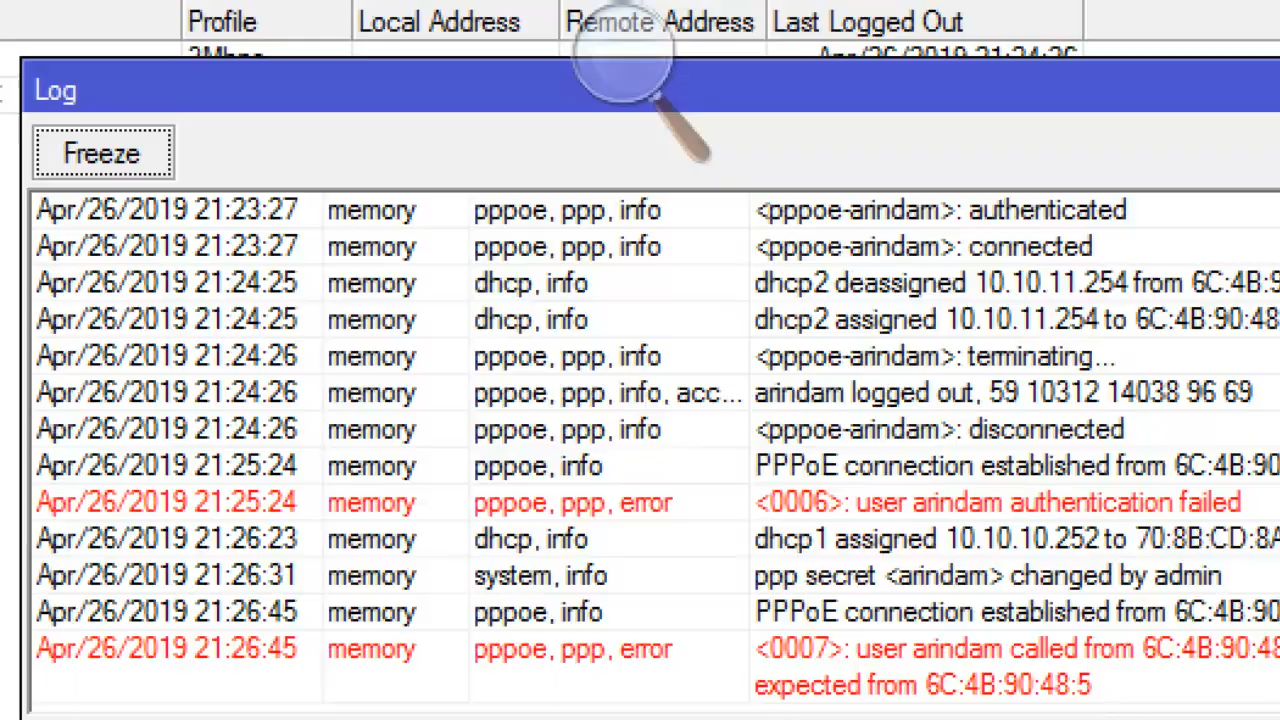 Profile Local Address Remote Address Last Logged Out
2Mbps Apr/26/2019 21:24:26
Log
Freeze
Apr/26/2019 21:23:27 memory pppoe, ppp, info <pppoe-arindam>: authenticated
Apr/26/2019 21:23:27 memory pppoe, ppp, info <pppoe-arindam>: connected
Apr/26/2019 21:24:25 memory dhcp, info dhcp2 deassigned 10.10.11.254 from 6C:4B:9
Apr/26/2019 21:24:25 memory dhcp, info dhcp2 assigned 10.10.11.254 to 6C:4B:90:48
Apr/26/2019 21:24:26 memory pppoe, ppp, info <pppoe-arindam>: terminating...
Apr/26/2019 21:24:26 memory pppoe, ppp, info, acc... arindam logged out, 59 10312 14038 96 69
Apr/26/2019 21:24:26 memory pppoe, ppp, info <pppoe-arindam>: disconnected
Apr/26/2019 21:25:24 memory pppoe, info PPPoE connection established from 6C:4B:90
Apr/26/2019 21:25:24 memory pppoe, ppp, error <0006>: user arindam authentication failed
Apr/26/2019 21:26:23 memory dhcp, info dhcp1 assigned 10.10.10.252 to 70:8B:CD:8A
Apr/26/2019 21:26:31 memory system, info ppp secret <arindam> changed by admin
Apr/26/2019 21:26:45 memory pppoe, info PPPoE connection established from 6C:4B:90
Apr/26/2019 21:26:45 memory pppoe, ppp, error <0007>: user arindam called from 6C:4B:90:48
expected from 6C:4B:90:48:5